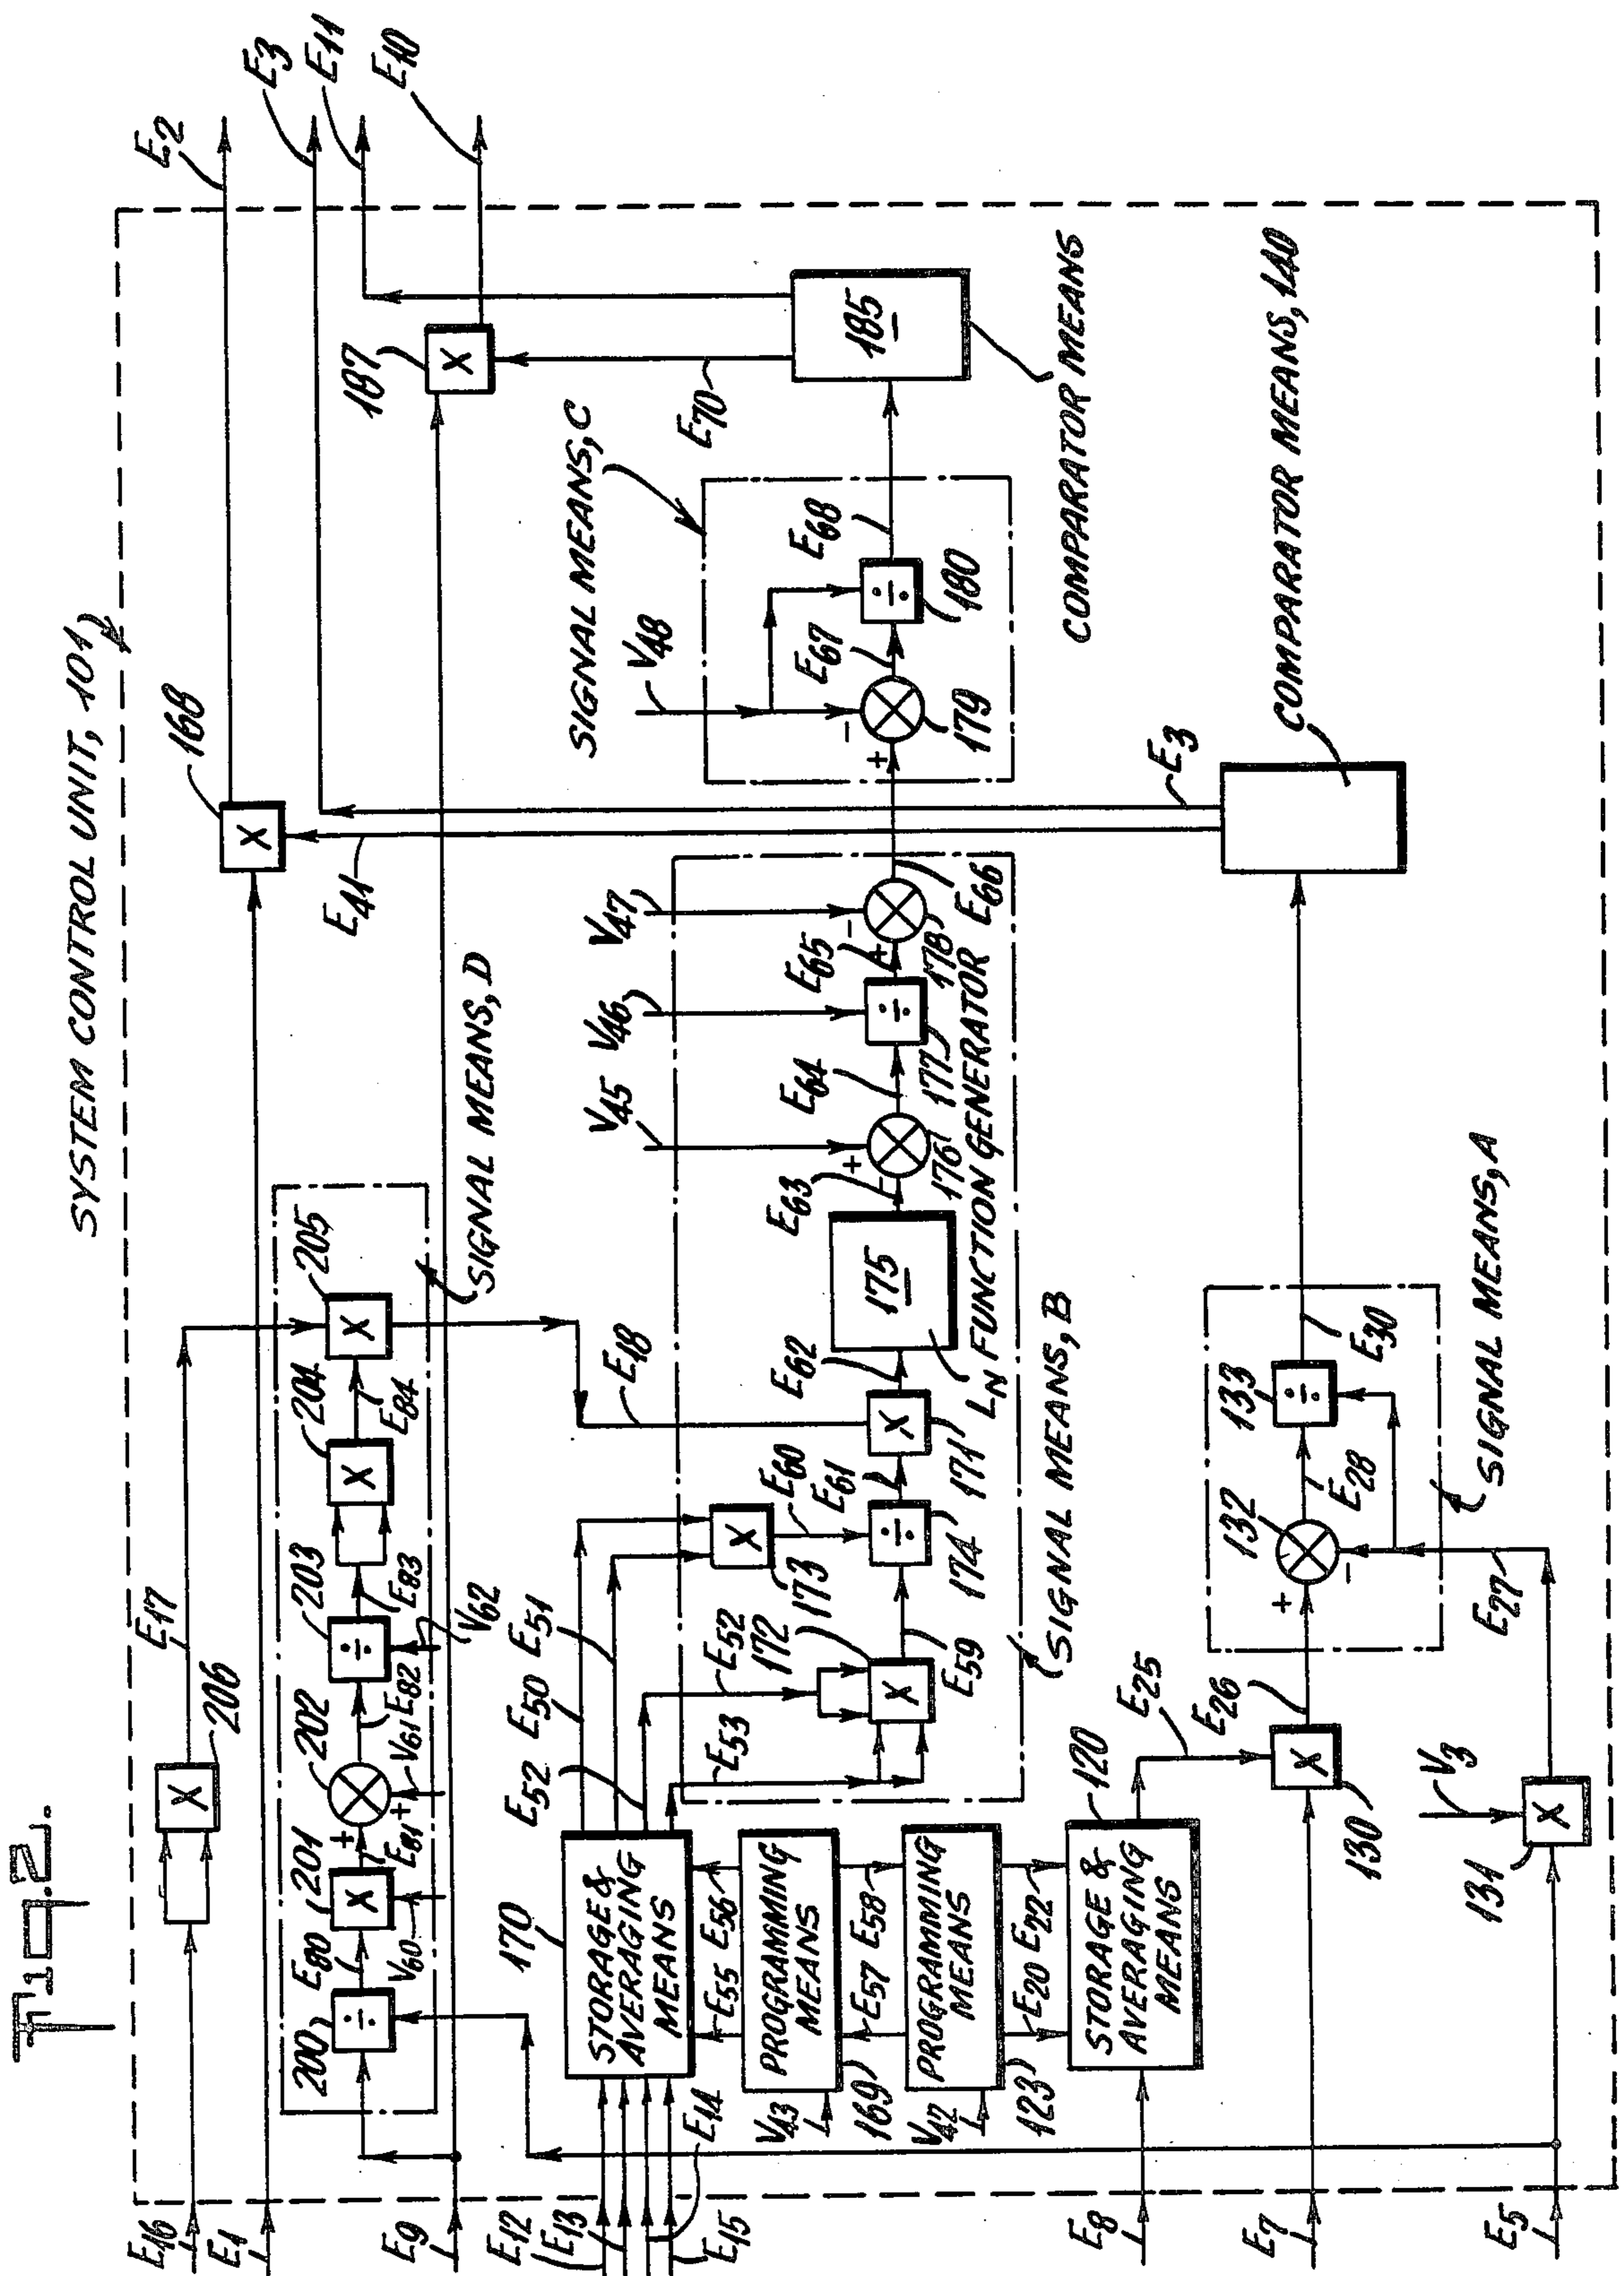 Fig.2.
SYSTEM CONTROL UNIT, 101
E2
E3
E11
E10
E16
E1
E9
E12
E13
E14
E15
E8
E7
E5
206
X
E17
168
X
E41
187
X
E70
200
÷
E80
201
X
V60
E81
+
+
202
V61
E82
203
÷
V62
E83
204
X
E84
205
X
SIGNAL MEANS, D
E18
170
STORAGE &
AVERAGING
MEANS
E50
E51
E52
E53
E55
E56
PROGRAMMING
MEANS
V43
169
E57
E58
PROGRAMMING
MEANS
V42
123
E20
E22
STORAGE &
AVERAGING
MEANS
120
E25
E52
172
X
E59
173
X
E60
E61
÷
174
X
171
E62
175
LN FUNCTION GENERATOR
E63
+
-
176
V45
E64
÷
177
V46
E65
+
-
178
V47
E66
SIGNAL MEANS, B
SIGNAL MEANS, C
V48
+
-
179
E67
÷
180
E68
185
COMPARATOR MEANS
COMPARATOR MEANS, 140
E3
X
130
E26
V3
X
131
E27
+
-
132
E28
133
÷
E30
SIGNAL MEANS, A